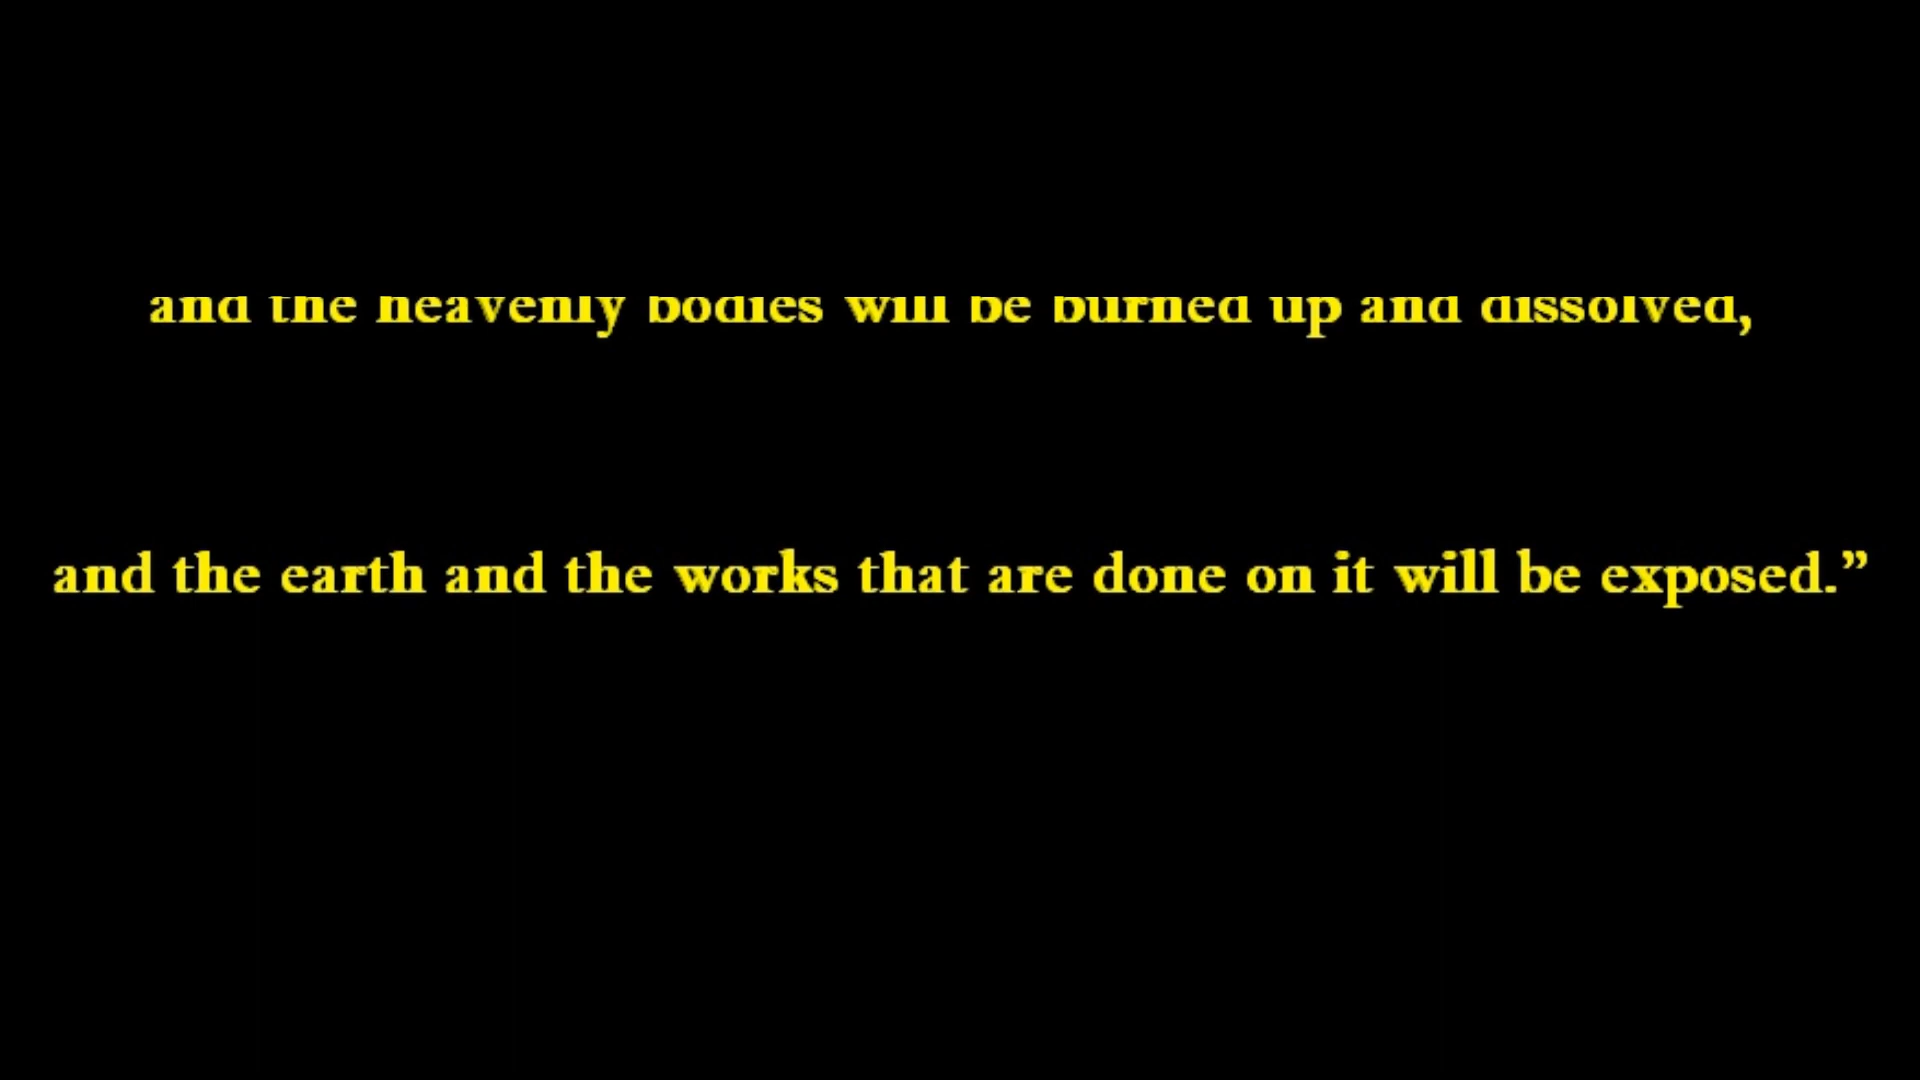 and the heavenly bodies will be burned up and dissolved,
and the earth and the works that are done on it will be exposed.”